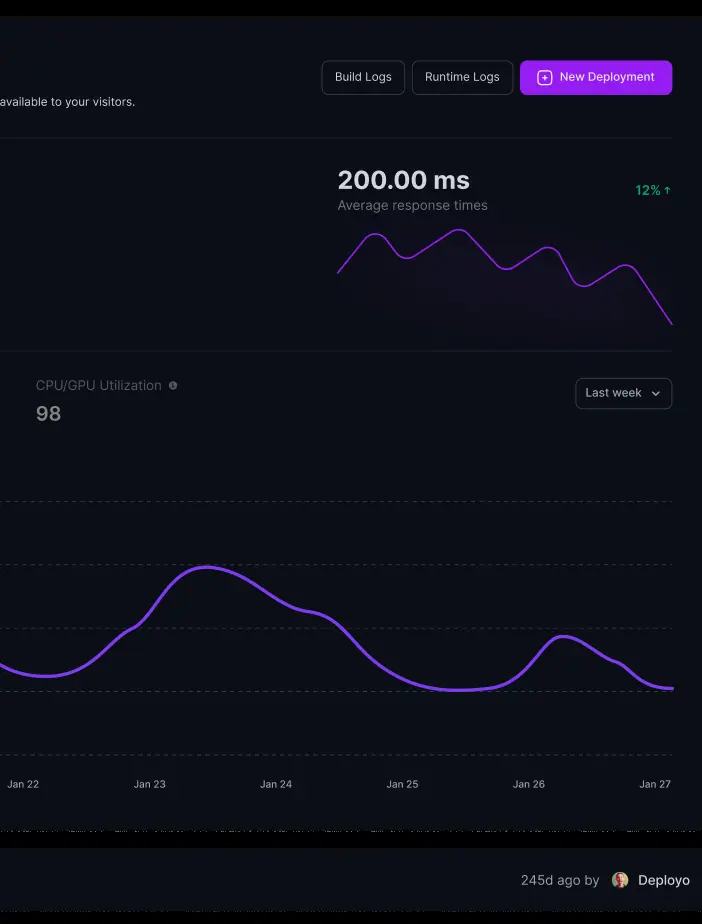 Build Logs
Runtime Logs
New Deployment
available to your visitors.
200.00 ms
12% ↑
Average response times
CPU/GPU Utilization
Last week
98
Jan 22
Jan 23
Jan 24
Jan 25
Jan 26
Jan 27
245d ago by
Deployo